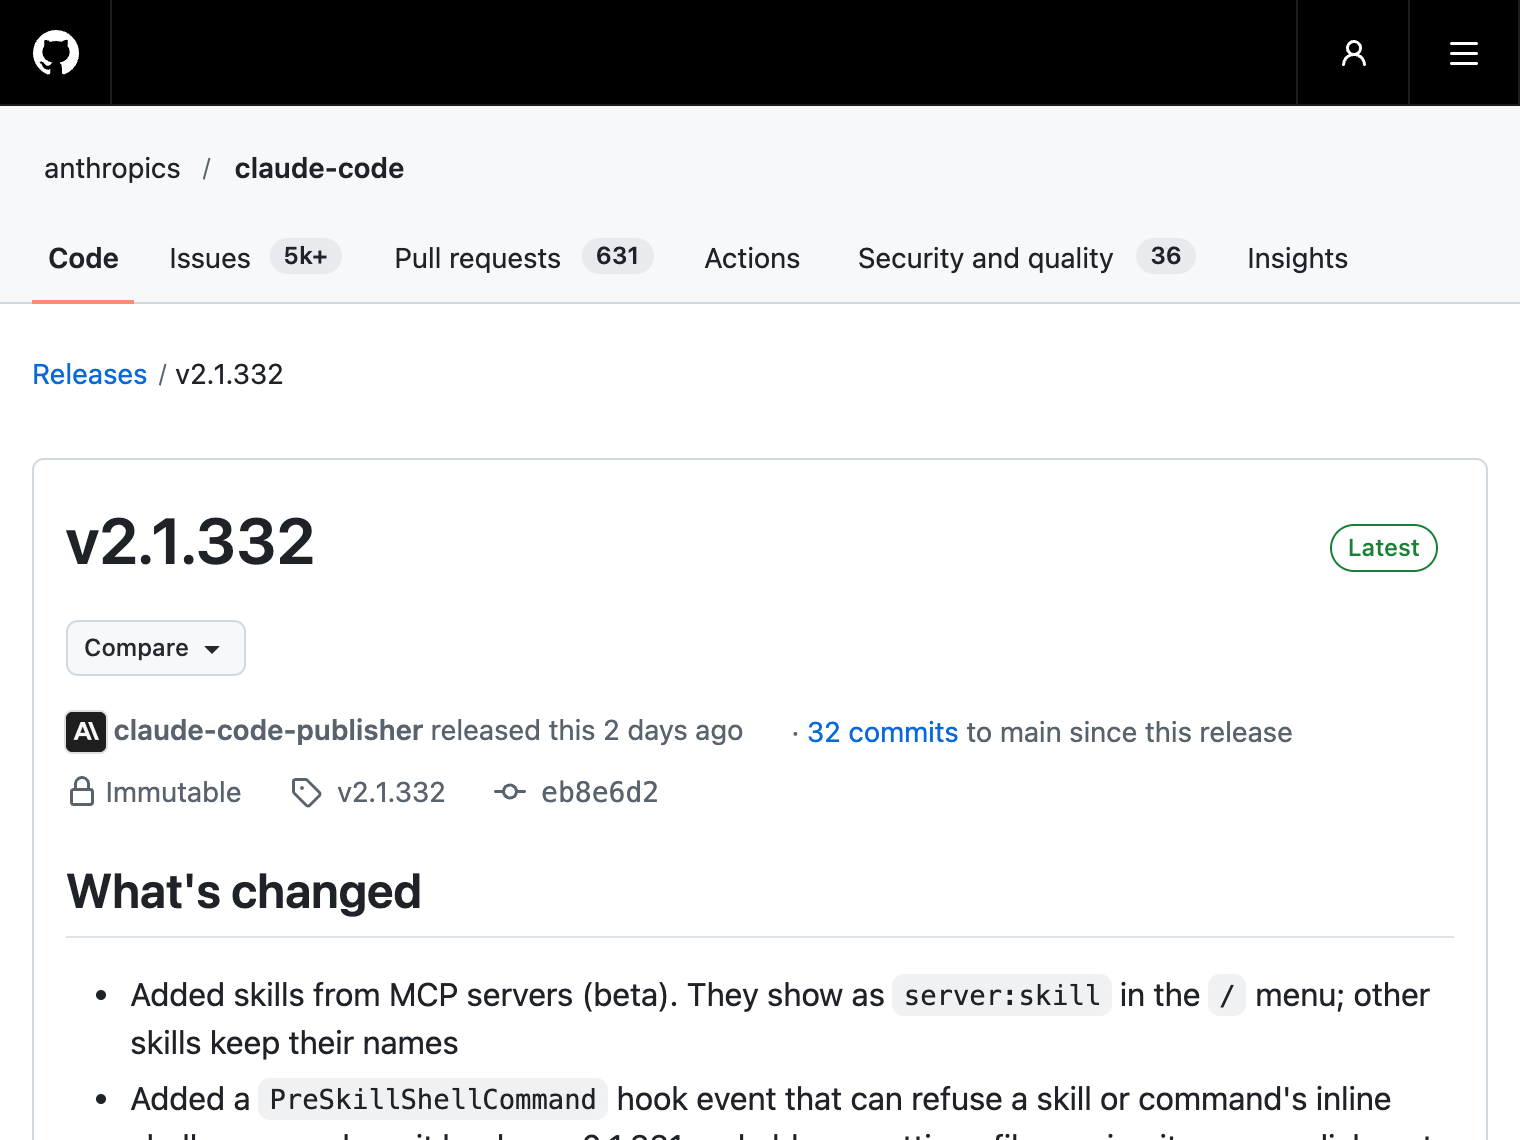 anthropics / claude-code
Code Issues 5k+ Pull requests 631 Actions Security and quality 36 Insights
Releases / v2.1.332
v2.1.332
Latest
Compare
claude-code-publisher released this 2 days ago · 32 commits to main since this release
Immutable v2.1.332 eb8e6d2
What's changed
• Added skills from MCP servers (beta). They show as server:skill in the / menu; other
skills keep their names
• Added a PreSkillShellCommand hook event that can refuse a skill or command's inline